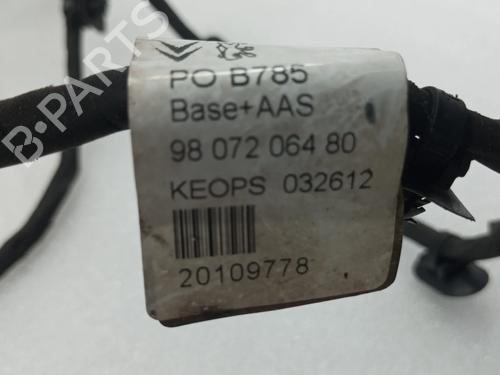 PO B785
Base+AAS
98 072 064 80
KEOPS 032612
20109778
B-PARTS